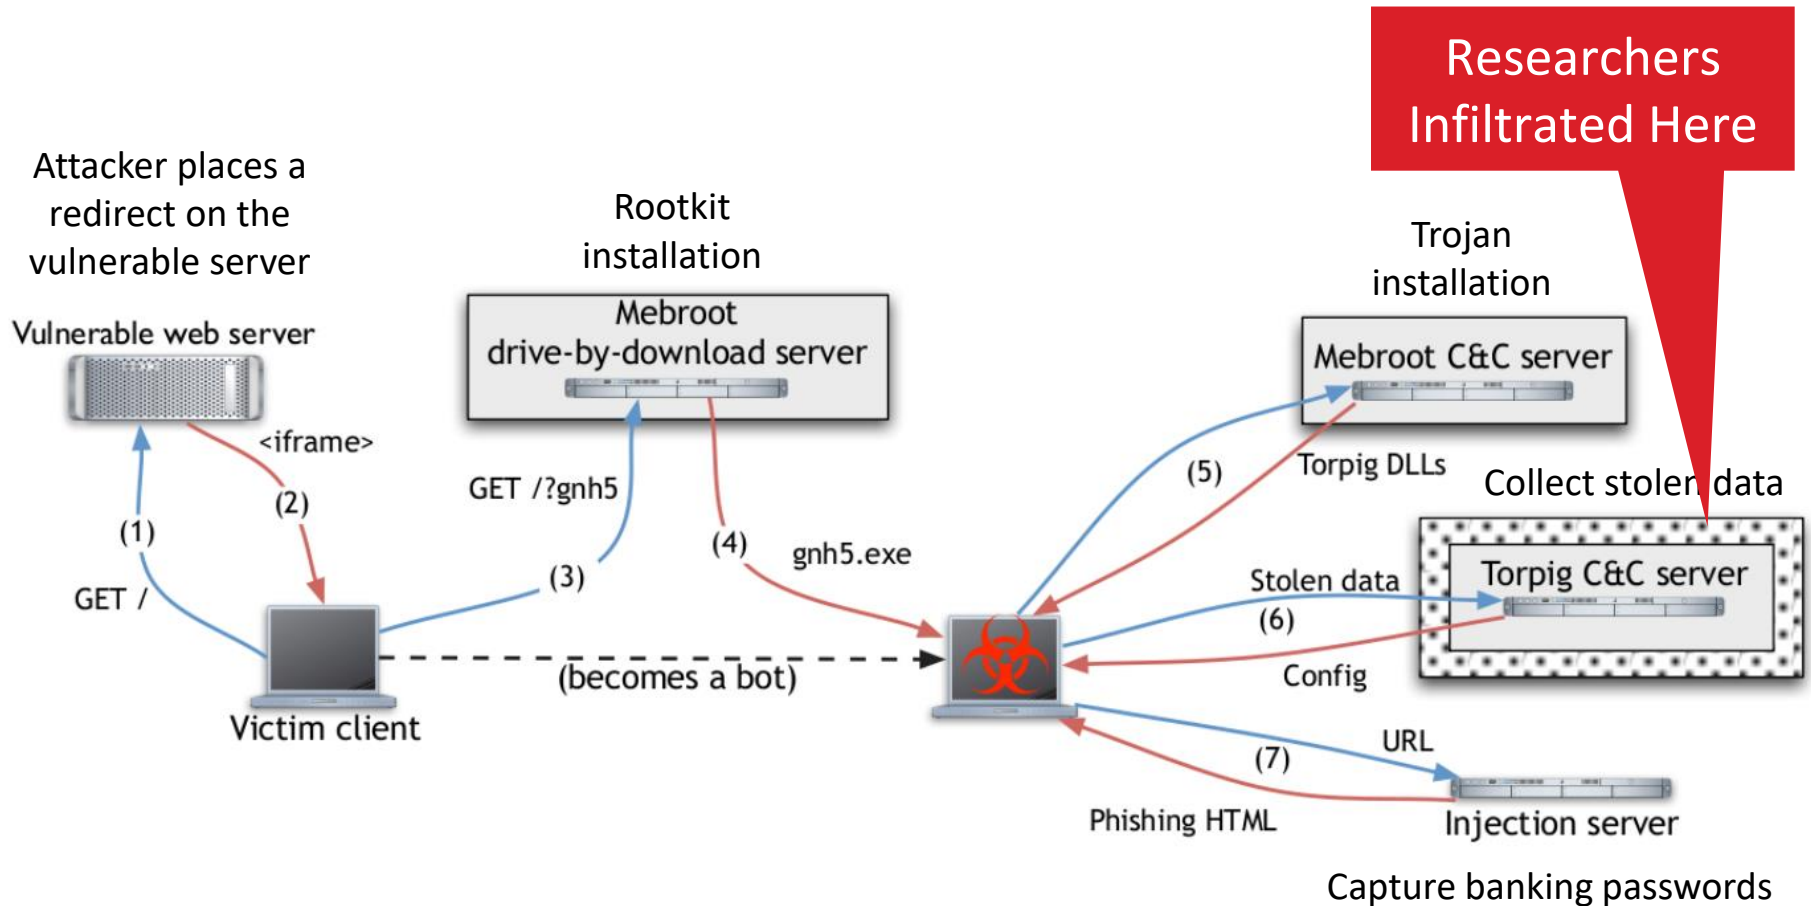 Researchers
Infiltrated Here
Attacker places a
redirect on the
vulnerable server
Rootkit
installation
Trojan
installation
Vulnerable web server
Mebroot
drive-by-download server
Mebroot C&C server
<iframe>
GET /?gnh5
(5)
Torpig DLLs
Collect stolen data
(1)
(2)
(3)
(4)
gnh5.exe
GET /
Stolen data
(6)
Config
Torpig C&C server
(becomes a bot)
Victim client
(7)
URL
Phishing HTML
Injection server
Capture banking passwords